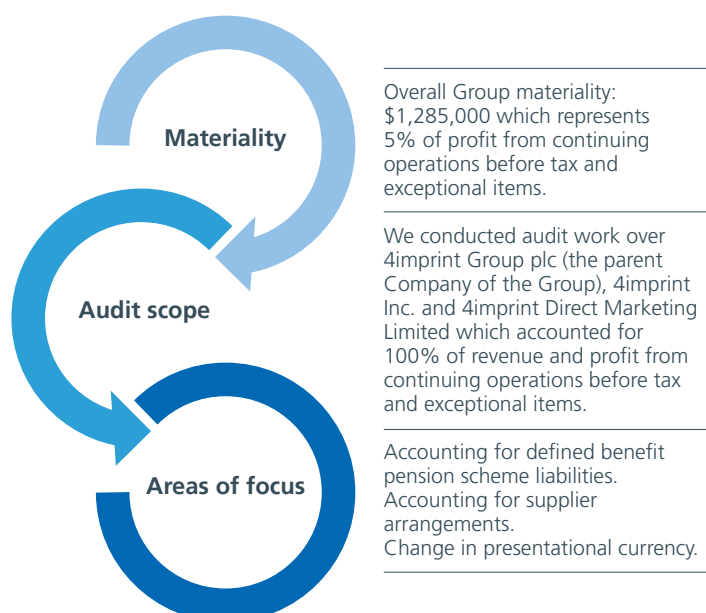 Materiality
Overall Group materiality:
$1,285,000 which represents
5% of profit from continuing
operations before tax and
exceptional items.
Audit scope
We conducted audit work over
4imprint Group plc (the parent
Company of the Group), 4imprint
Inc. and 4imprint Direct Marketing
Limited which accounted for
100% of revenue and profit from
continuing operations before tax
and exceptional items.
Areas of focus
Accounting for defined benefit
pension scheme liabilities.
Accounting for supplier
arrangements.
Change in presentational currency.